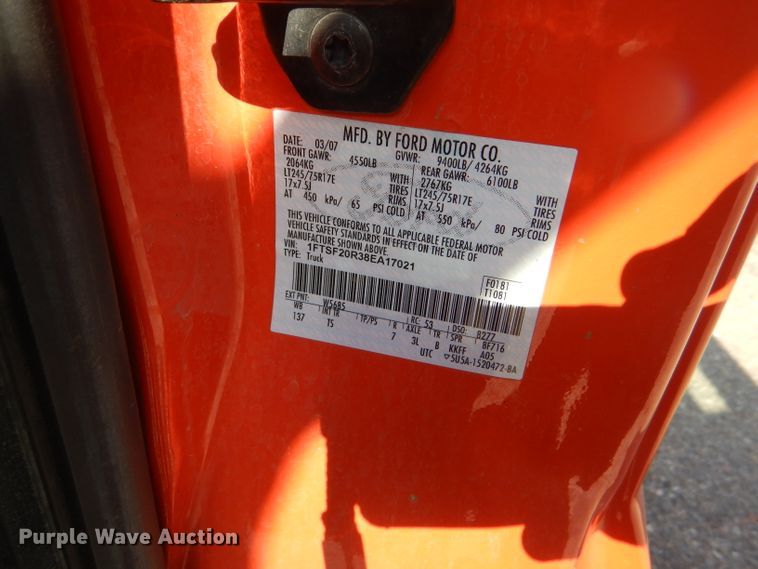 MFD. BY FORD MOTOR CO.
DATE: 03/07 GVWR: 9400LB/ 4264KG
FRONT GAWR: 4550LB REAR GAWR: 6100LB
2064KG WITH 2767KG WITH
LT245/75R17E TIRES LT245/75R17E TIRES
17x7.5J RIMS 17x7.5J RIMS
AT 450 kPa/ 65 PSI COLD AT 550 kPa/ 80 PSI COLD
THIS VEHICLE CONFORMS TO ALL APPLICABLE FEDERAL MOTOR
VEHICLE SAFETY STANDARDS IN EFFECT ON THE DATE OF
MANUFACTURE SHOWN ABOVE.
VIN: 1FTSF20R38EA17021
TYPE: Truck
F0181
T1081
EXT PNT: W5685 RC: 53 DSO: 8277
WB INT TR TP/PS R AXLE TR SPR 8F716
137 TS 7 3L B KKFF A05
UTC 5U5A-1520472-BA
Purple Wave Auction®